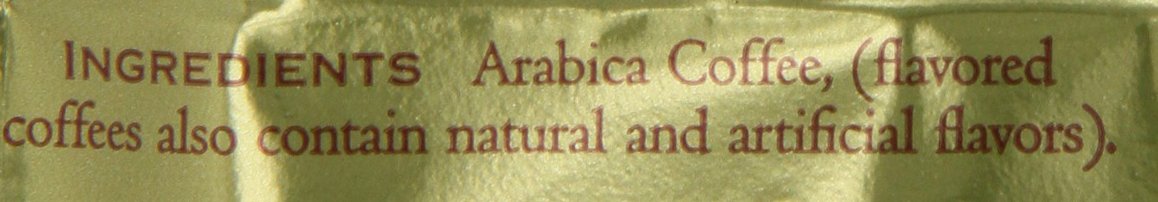 INGREDIENTS Arabica Coffee, (flavored
coffees also contain natural and artificial flavors).